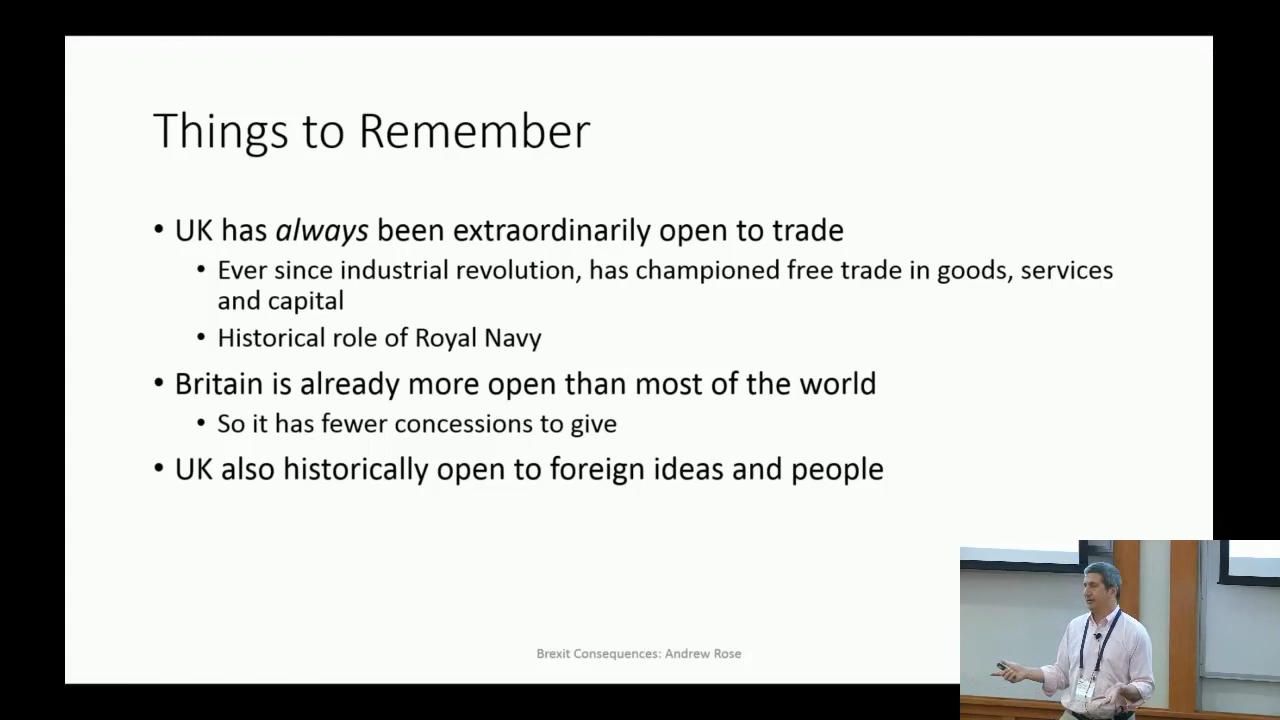 Things to Remember
• UK has always been extraordinarily open to trade
• Ever since industrial revolution, has championed free trade in goods, services
and capital
• Historical role of Royal Navy
• Britain is already more open than most of the world
• So it has fewer concessions to give
• UK also historically open to foreign ideas and people
Brexit Consequences: Andrew Rose